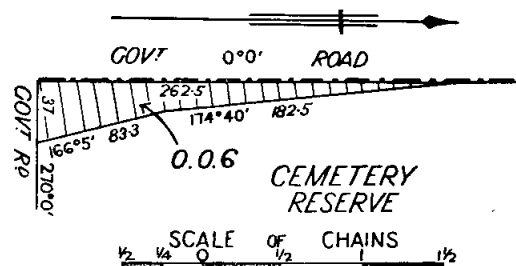 GOVT 0°0' ROAD
262·5
37
174°40' 182·5
GOVT RD
166°5' 83·3
0.0.6
270°0'
CEMETERY
RESERVE
SCALE OF CHAINS
½ ¼ 0 ½ 1 1½